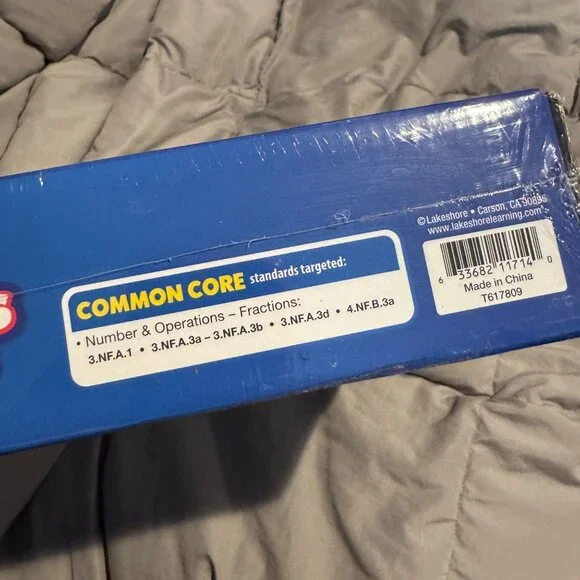 COMMON CORE standards targeted:
• Number & Operations – Fractions:
3.NF.A.1 • 3.NF.A.3a – 3.NF.A.3b • 3.NF.A.3d • 4.NF.B.3a
©Lakeshore • Carson, CA 90895
www.lakeshorelearning.com
6 33682 11714 0
Made in China
T617809